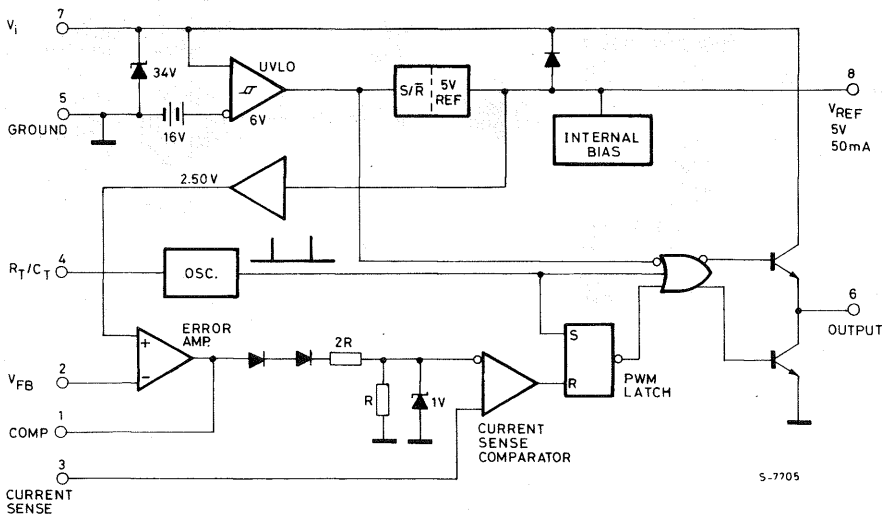 7
Vi
34V
UVLO
S/R̅
5V
REF
8
VREF
5V
50mA
5
GROUND
16V
6V
INTERNAL
BIAS
2.50V
4
RT/CT
OSC.
6
OUTPUT
ERROR
AMP.
+
−
2R
R
1V
S
R
PWM
LATCH
2
VFB
1
COMP
CURRENT
SENSE
COMPARATOR
3
CURRENT
SENSE
S-7705